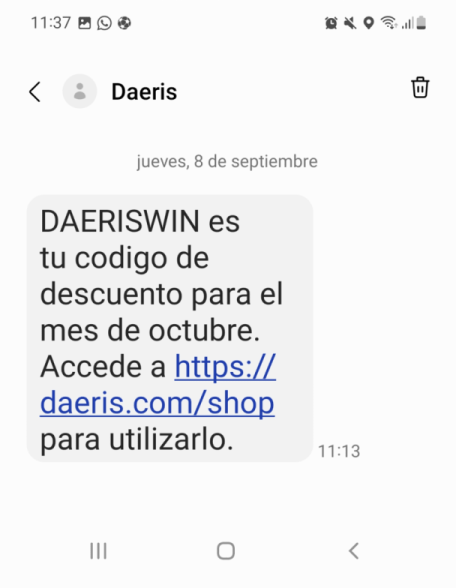 11:37
Daeris
jueves, 8 de septiembre
DAERISWIN es
tu codigo de
descuento para el
mes de octubre.
Accede a https://
daeris.com/shop
para utilizarlo.
11:13